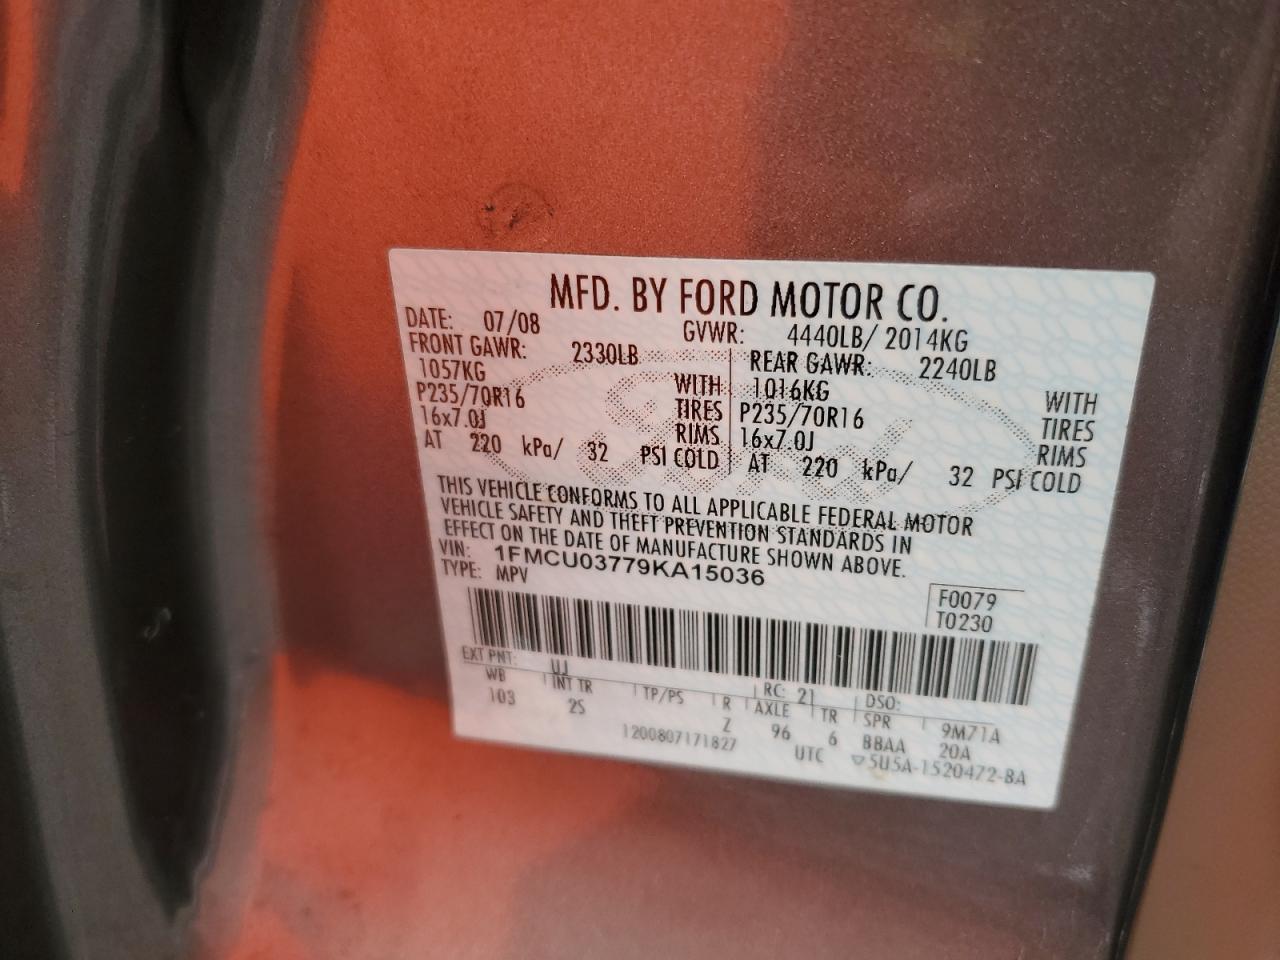 MFD. BY FORD MOTOR CO.
DATE: 07/08 GVWR: 4440LB/ 2014KG
FRONT GAWR: 2330LB REAR GAWR: 2240LB
1057KG WITH 1016KG WITH
P235/70R16 TIRES P235/70R16 TIRES
16x7.0J RIMS 16x7.0J RIMS
AT 220 kPa/ 32 PSI COLD AT 220 kPa/ 32 PSI COLD
THIS VEHICLE CONFORMS TO ALL APPLICABLE FEDERAL MOTOR
VEHICLE SAFETY AND THEFT PREVENTION STANDARDS IN
EFFECT ON THE DATE OF MANUFACTURE SHOWN ABOVE.
VIN: 1FMCU03779KA15036
TYPE: MPV
F0079
T0230
EXT PNT: UJ RC: 21 DSO:
WB INT TR TP/PS R AXLE TR SPR 9M71A
103 2S Z 96 6 BBAA 20A
1200807171827 UTC ▽5U5A-1520472-BA